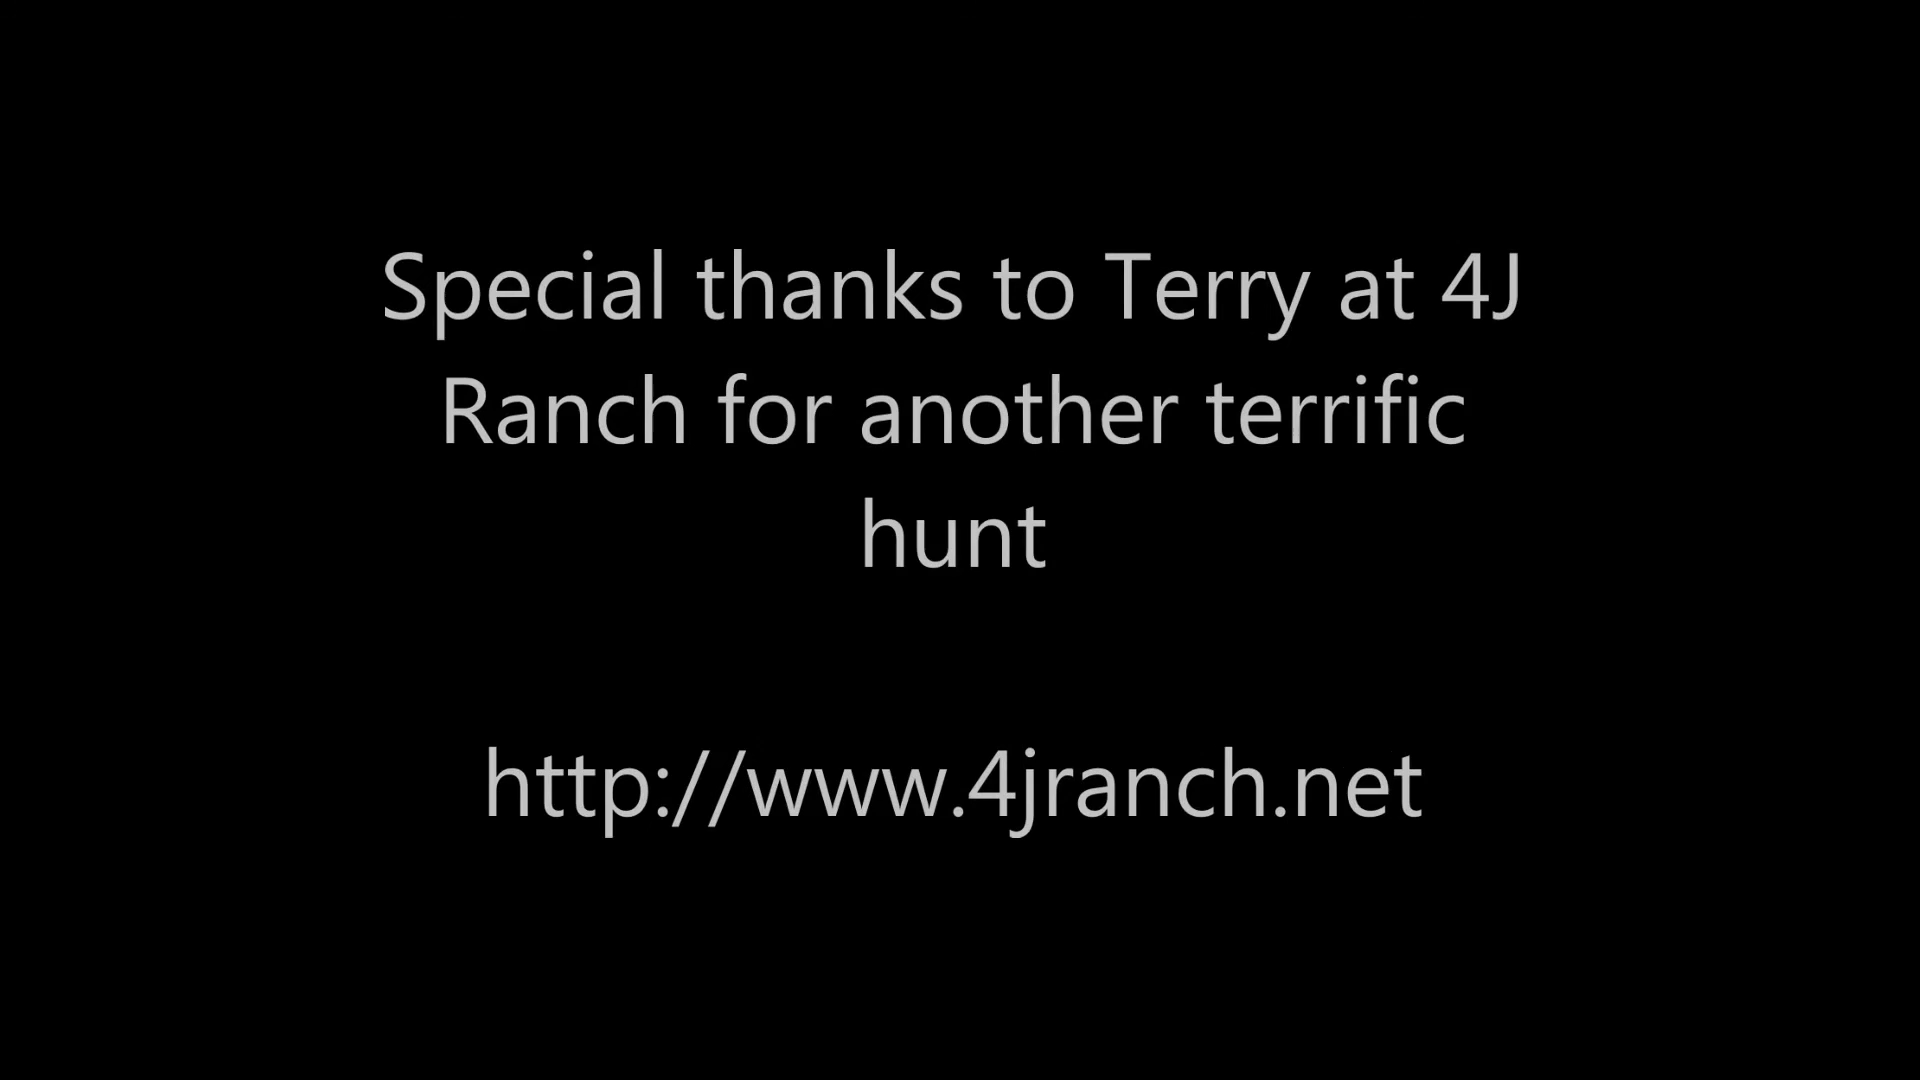 Special thanks to Terry at 4J
Ranch for another terrific
hunt
http://www.4jranch.net